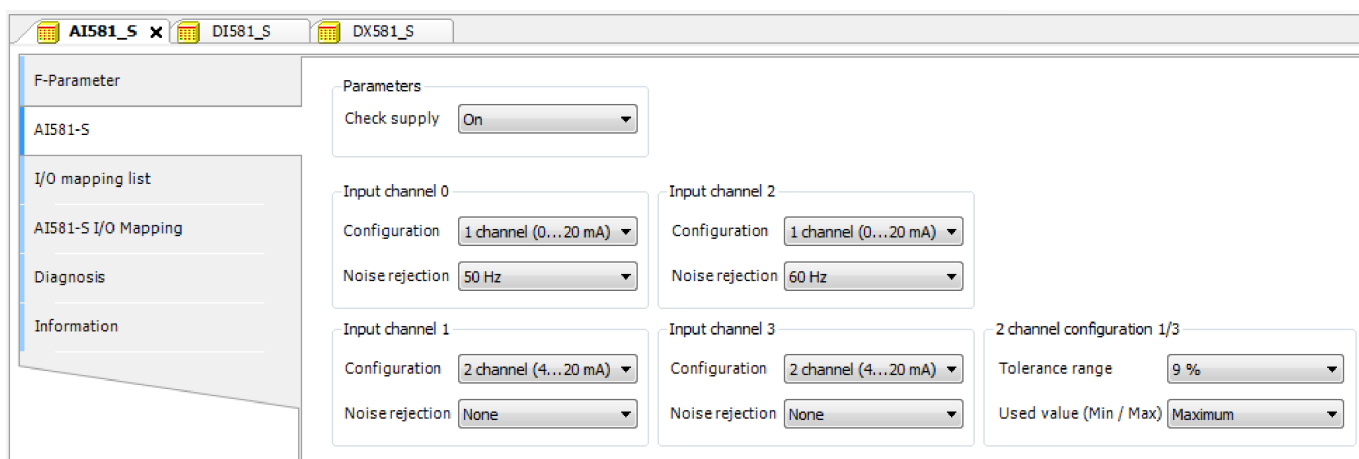 AI581_S DI581_S DX581_S
F-Parameter
AI581-S
I/O mapping list
AI581-S I/O Mapping
Diagnosis
Information
Parameters
Check supply On
Input channel 0
Configuration 1 channel (0...20 mA)
Noise rejection 50 Hz
Input channel 2
Configuration 1 channel (0...20 mA)
Noise rejection 60 Hz
Input channel 1
Configuration 2 channel (4...20 mA)
Noise rejection None
Input channel 3
Configuration 2 channel (4...20 mA)
Noise rejection None
2 channel configuration 1/3
Tolerance range 9 %
Used value (Min / Max) Maximum